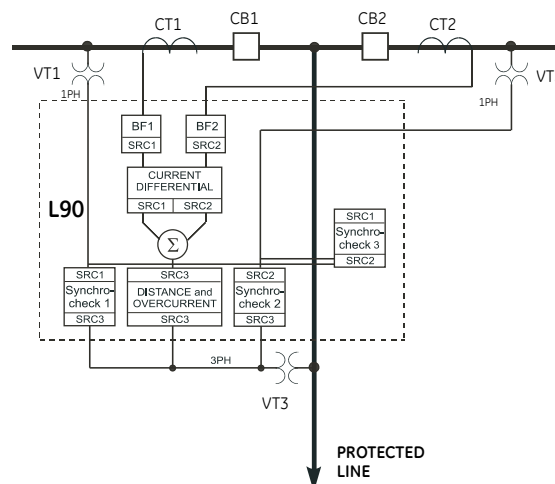 CT1
CB1
CB2
CT2
VT1
VT
1PH
1PH
BF1
BF2
SRC1
SRC2
CURRENT
DIFFERENTIAL
SRC1
SRC2
L90
Σ
SRC1
Synchro-
check 3
SRC2
SRC1
Synchro-
check 1
SRC3
SRC3
DISTANCE and
OVERCURRENT
SRC3
SRC2
Synchro-
check 2
SRC3
3PH
VT3
PROTECTED
LINE